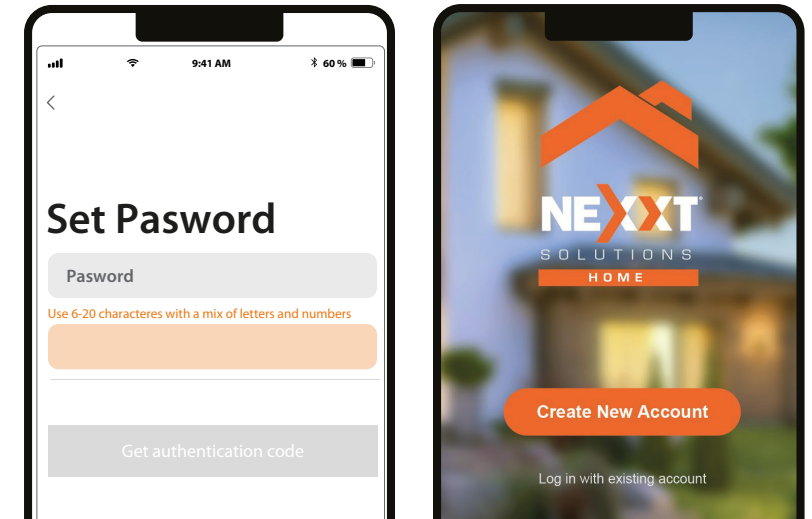 9:41 AM
60 %
Set Pasword
Pasword
Use 6-20 characteres with a mix of letters and numbers
Get authentication code
NEXXT
SOLUTIONS
HOME
Create New Account
Log in with existing account